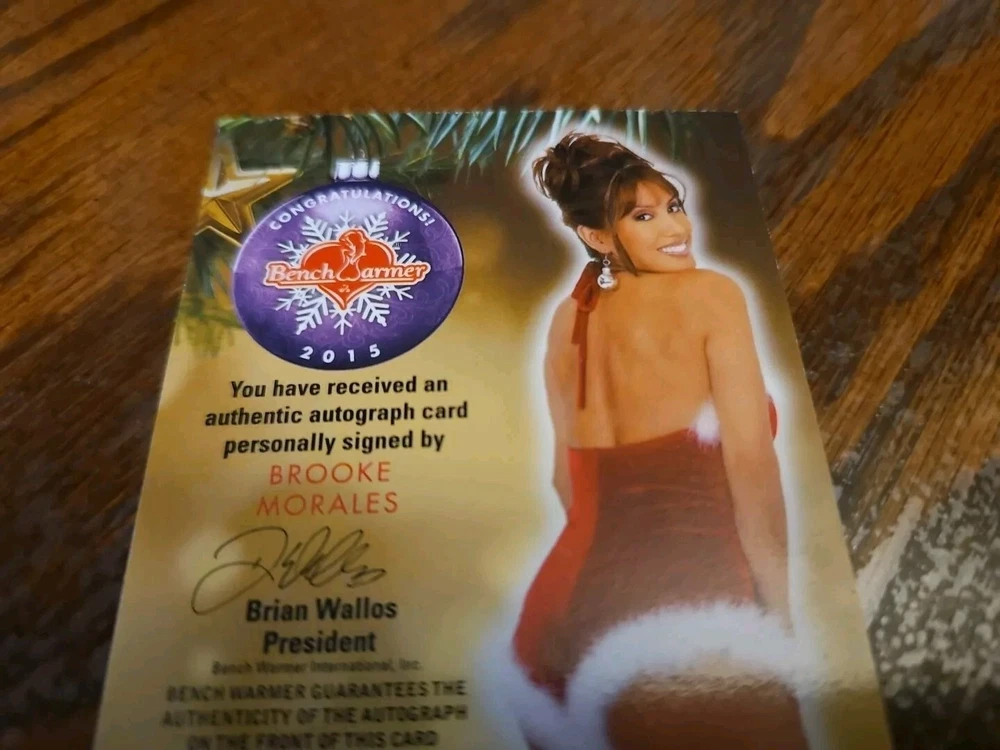 CONGRATULATIONS!
BenchWarmer
2015
You have received an
authentic autograph card
personally signed by
BROOKE
MORALES
Brian Wallos
President
Bench Warmer International, Inc.
BENCH WARMER GUARANTEES THE
AUTHENTICITY OF THE AUTOGRAPH
ON THE FRONT OF THIS CARD